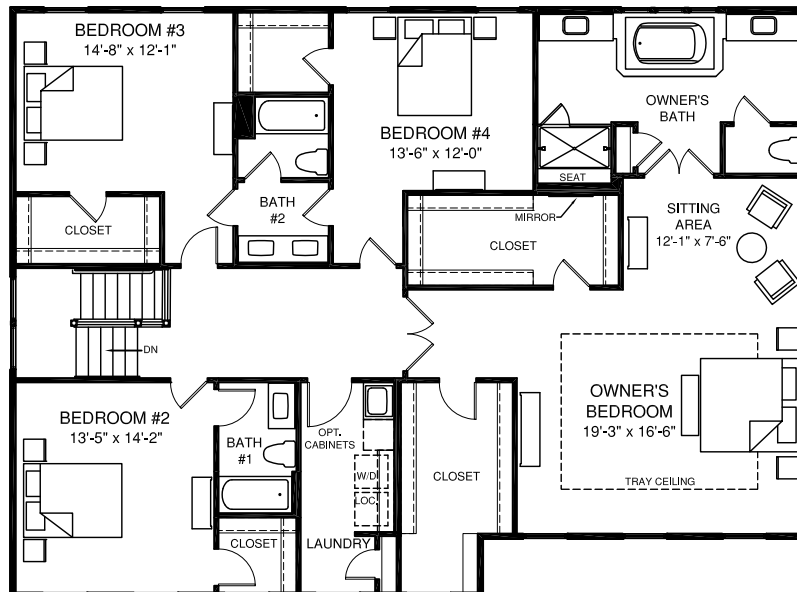 BEDROOM #3
14'-8" x 12'-1"
CLOSET
BATH
#2
BEDROOM #4
13'-6" x 12'-0"
OWNER'S
BATH
SEAT
MIRROR
CLOSET
SITTING
AREA
12'-1" x 7'-6"
DN
BEDROOM #2
13'-5" x 14'-2"
BATH
#1
CLOSET
OPT.
CABINETS
W/D
LOC.
LAUNDRY
CLOSET
OWNER'S
BEDROOM
19'-3" x 16'-6"
TRAY CEILING